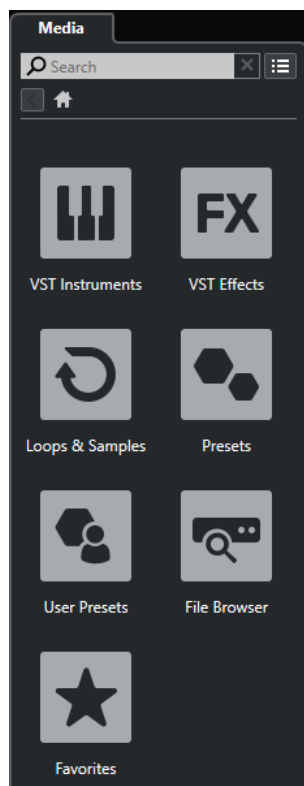 Media
Search
VST Instruments
FX
VST Effects
Loops & Samples
Presets
User Presets
File Browser
Favorites